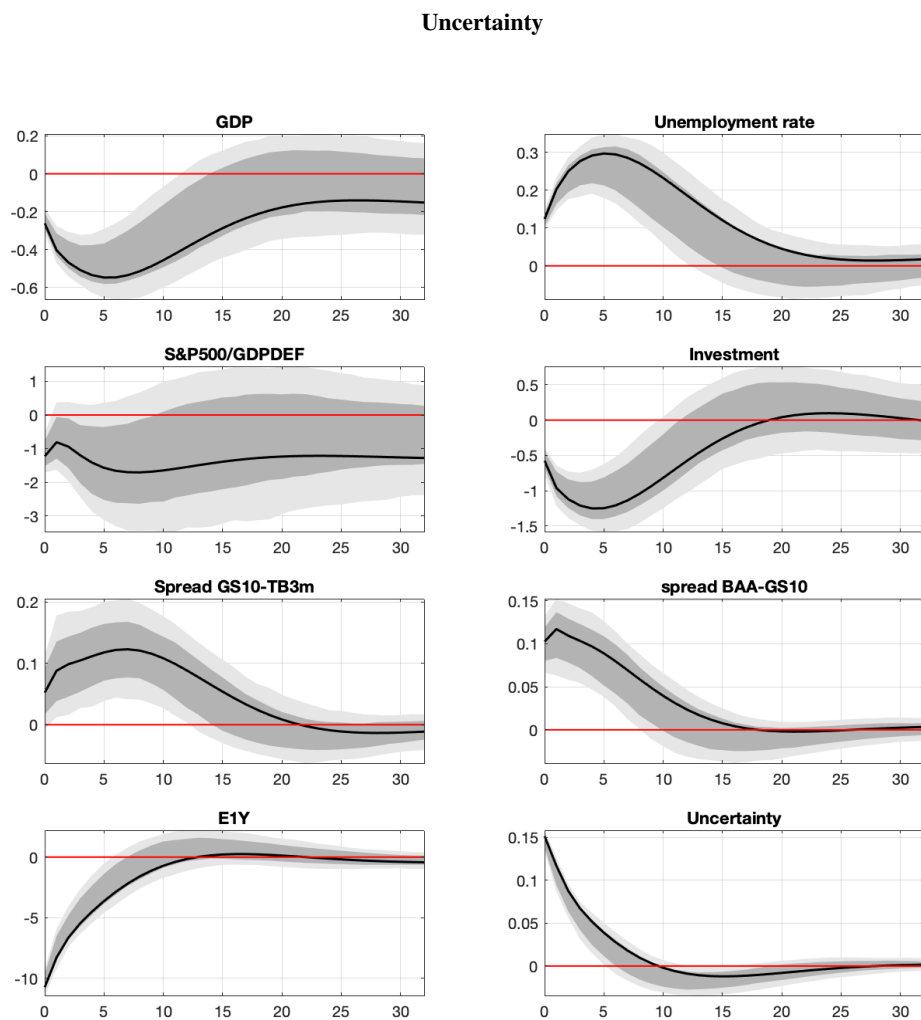 Uncertainty
GDP
0.2
0
-0.2
-0.4
-0.6
0 5 10 15 20 25 30
Unemployment rate
0.3
0.2
0.1
0
0 5 10 15 20 25 30
S&P500/GDPDEF
1
0
-1
-2
-3
0 5 10 15 20 25 30
Investment
0.5
0
-0.5
-1
-1.5
0 5 10 15 20 25 30
Spread GS10-TB3m
0.2
0.1
0
0 5 10 15 20 25 30
spread BAA-GS10
0.15
0.1
0.05
0
0 5 10 15 20 25 30
E1Y
0
-5
-10
0 5 10 15 20 25 30
Uncertainty
0.15
0.1
0.05
0
0 5 10 15 20 25 30